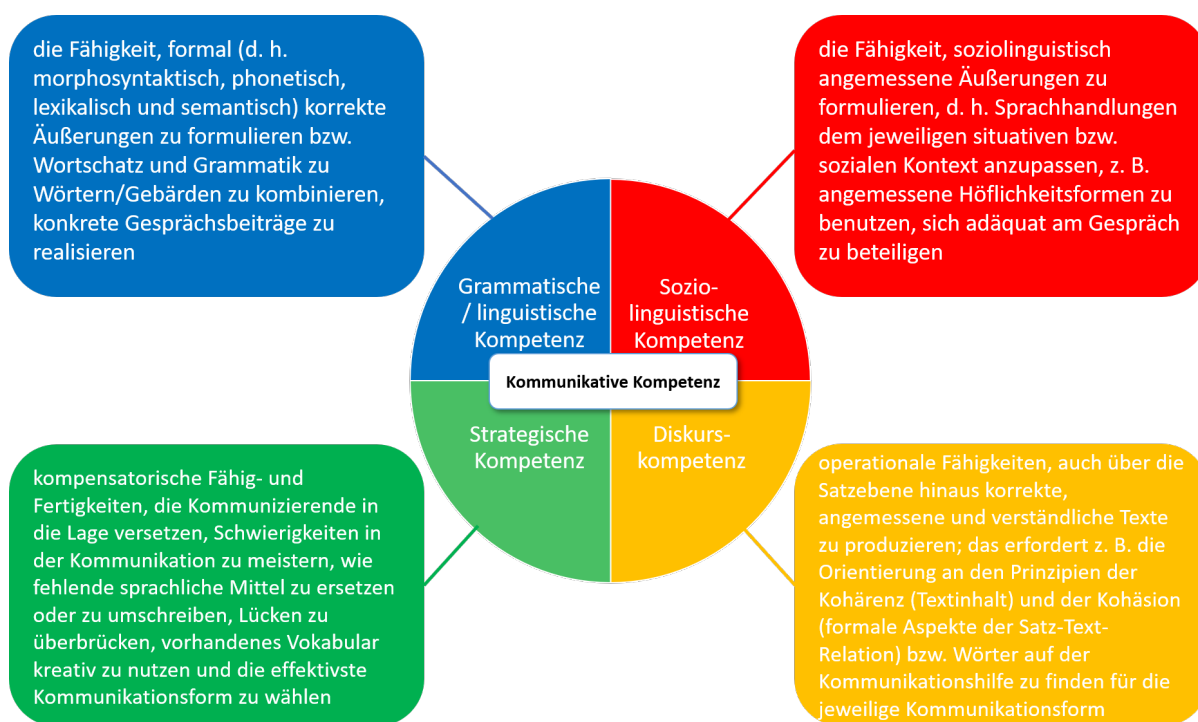 die Fähigkeit, formal (d. h.
morphosyntaktisch, phonetisch,
lexikalisch und semantisch) korrekte
Äußerungen zu formulieren bzw.
Wortschatz und Grammatik zu
Wörtern/Gebärden zu kombinieren,
konkrete Gesprächsbeiträge zu
realisieren
die Fähigkeit, soziolinguistisch
angemessene Äußerungen zu
formulieren, d. h. Sprachhandlungen
dem jeweiligen situativen bzw.
sozialen Kontext anzupassen, z. B.
angemessene Höflichkeitsformen zu
benutzen, sich adäquat am Gespräch
zu beteiligen
Grammatische
/ linguistische
Kompetenz
Sozio-
linguistische
Kompetenz
Kommunikative Kompetenz
Strategische
Kompetenz
Diskurs-
kompetenz
kompensatorische Fähig- und
Fertigkeiten, die Kommunizierende in
die Lage versetzen, Schwierigkeiten in
der Kommunikation zu meistern, wie
fehlende sprachliche Mittel zu ersetzen
oder zu umschreiben, Lücken zu
überbrücken, vorhandenes Vokabular
kreativ zu nutzen und die effektivste
Kommunikationsform zu wählen
operationale Fähigkeiten, auch über die
Satzebene hinaus korrekte,
angemessene und verständliche Texte
zu produzieren; das erfordert z. B. die
Orientierung an den Prinzipien der
Kohärenz (Textinhalt) und der Kohäsion
(formale Aspekte der Satz-Text-
Relation) bzw. Wörter auf der
Kommunikationshilfe zu finden für die
jeweilige Kommunikationsform